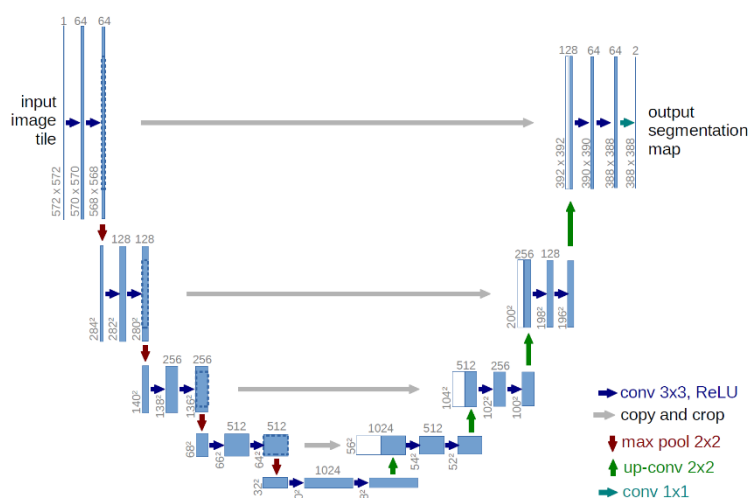 1 64 64
input
image
tile
572 x 572
570 x 570
568 x 568
128 64 64 2
392 x 392
390 x 390
388 x 388
388 x 388
output
segmentation
map
128 128
284²
282²
280²
256 128
200²
198²
196²
256 256
140²
138²
136²
512 256
104²
102²
100²
512 512
68²
66²
64²
1024 512
56²
54²
52²
1024
32²
conv 3x3, ReLU
copy and crop
max pool 2x2
up-conv 2x2
conv 1x1